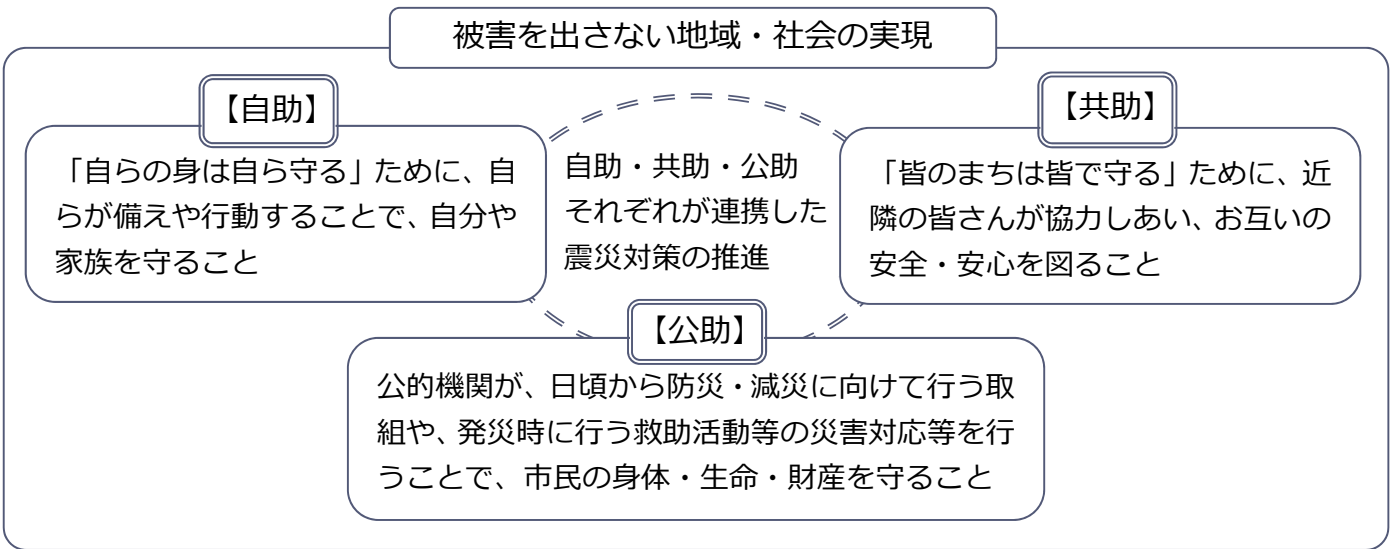 被害を出さない地域・社会の実現
【自助】
「自らの身は自ら守る」ために、自
らが備えや行動することで、自分や
家族を守ること
自助・共助・公助
それぞれが連携した
震災対策の推進
【共助】
「皆のまちは皆で守る」ために、近
隣の皆さんが協力しあい、お互いの
安全・安心を図ること
【公助】
公的機関が、日頃から防災・減災に向けて行う取
組や、発災時に行う救助活動等の災害対応等を行
うことで、市民の身体・生命・財産を守ること